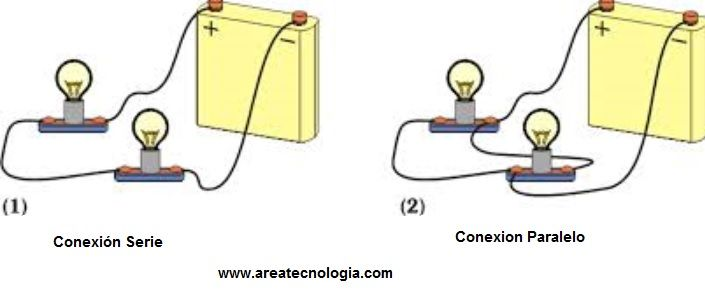 + −
+ −
(1)
(2)
Conexión Serie
Conexion Paralelo
www.areatecnologia.com